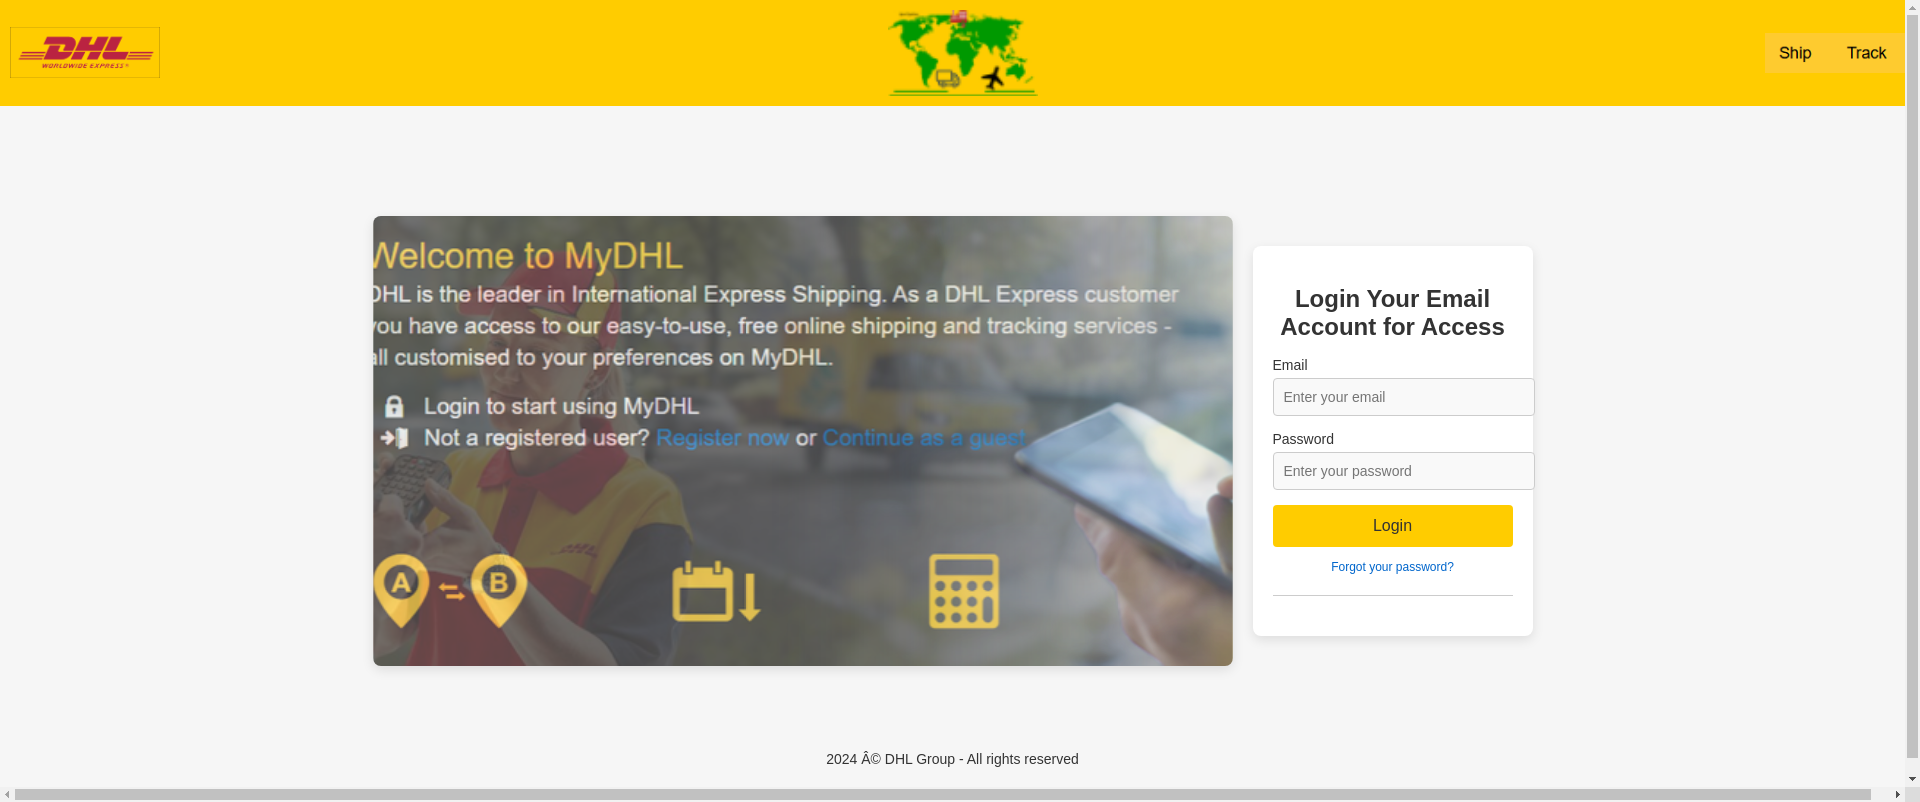 DHL
WORLDWIDE EXPRESS®
Ship
Track
Welcome to MyDHL
DHL is the leader in International Express Shipping. As a DHL Express customer
you have access to our easy-to-use, free online shipping and tracking services -
all customised to your preferences on MyDHL.
Login to start using MyDHL
Not a registered user? Register now or Continue as a guest
A
B
Login Your Email
Account for Access
Email
Enter your email
Password
Enter your password
Login
Forgot your password?
2024 Â© DHL Group - All rights reserved